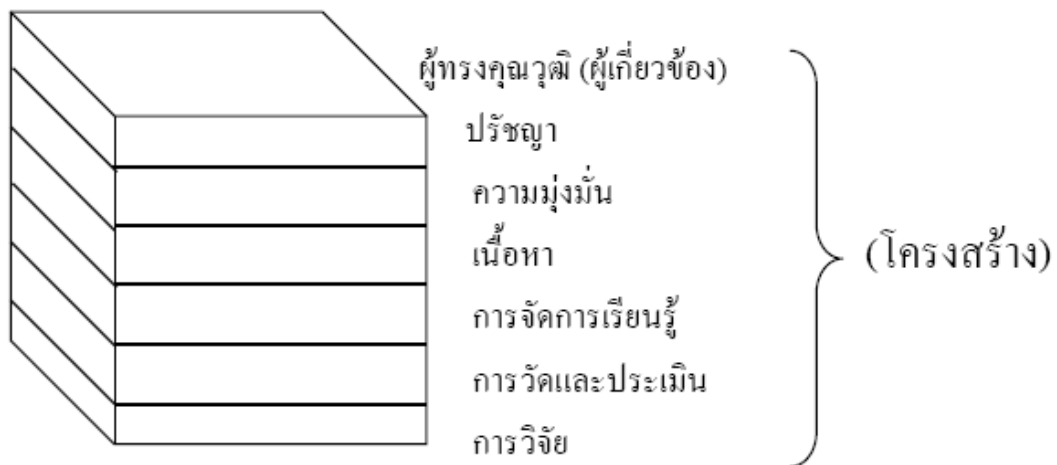 ผู้ทรงคุณวุฒิ (ผู้เกี่ยวข้อง)
ปรัชญา
ความมุ่งมั่น
เนื้อหา
การจัดการเรียนรู้
การวัดและประเมิน
การวิจัย
(โครงสร้าง)